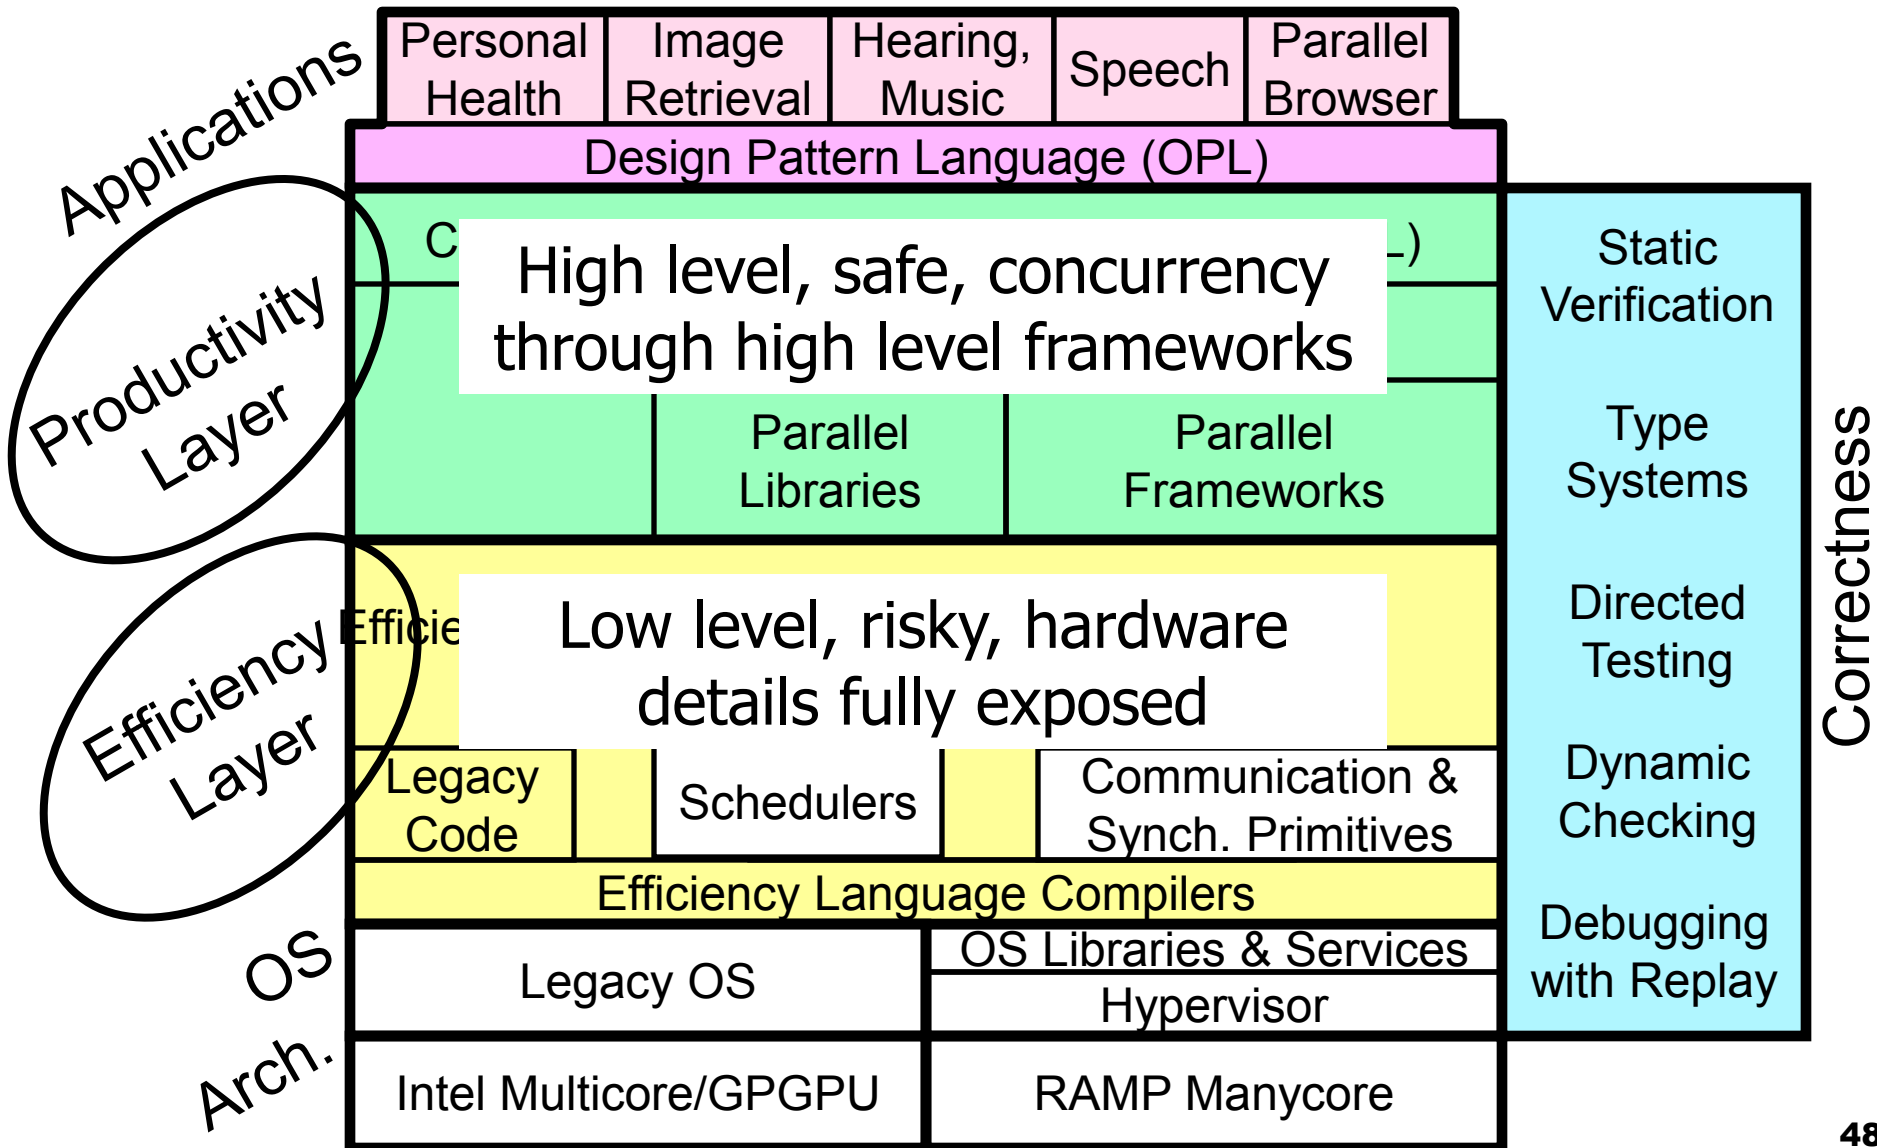 Applications
Personal
Health
Image
Retrieval
Hearing,
Music
Speech
Parallel
Browser
Design Pattern Language (OPL)
Productivity
Layer
High level, safe, concurrency
through high level frameworks
Parallel
Libraries
Parallel
Frameworks
Efficiency
Layer
Low level, risky, hardware
details fully exposed
Legacy
Code
Schedulers
Communication &
Synch. Primitives
Efficiency Language Compilers
OS
Legacy OS
OS Libraries & Services
Hypervisor
Arch.
Intel Multicore/GPGPU
RAMP Manycore
Static
Verification
Type
Systems
Directed
Testing
Dynamic
Checking
Debugging
with Replay
Correctness
48